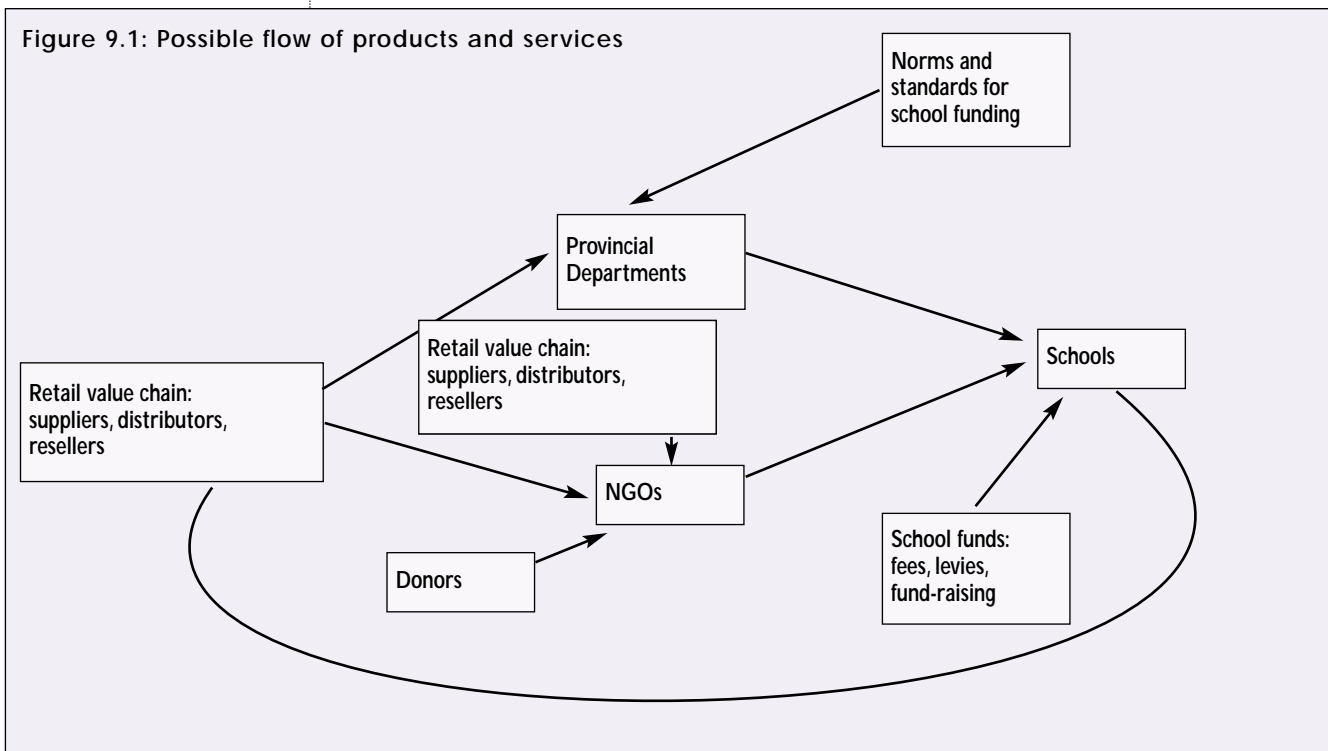 Figure 9.1: Possible flow of products and services
Norms and
standards for
school funding
Provincial
Departments
Retail value chain:
suppliers, distributors,
resellers
Schools
Retail value chain:
suppliers, distributors,
resellers
NGOs
School funds:
fees, levies,
fund-raising
Donors